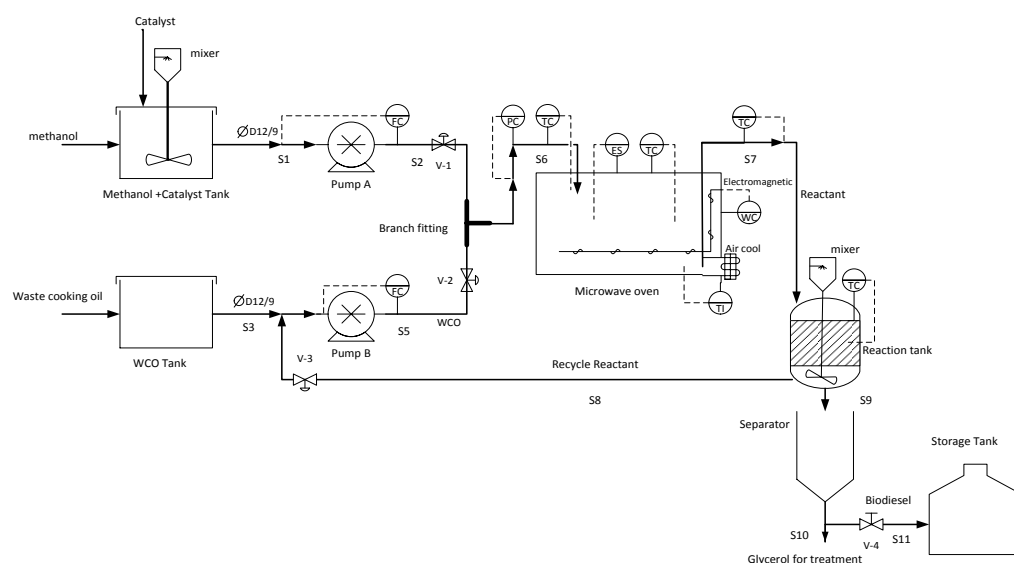 Catalyst
mixer
methanol
ØD12/9
S1
FC
S2
V-1
Pump A
Methanol +Catalyst Tank
PC
TC
S6
ES
TC
TC
S7
Electromagnetic
WC
Reactant
Branch fitting
Air cool
Microwave oven
TI
mixer
TC
Reaction tank
Waste cooking oil
ØD12/9
S3
FC
S5
V-2
WCO
Pump B
WCO Tank
V-3
Recycle Reactant
S8
S9
Separator
Storage Tank
Biodiesel
S10
V-4
S11
Glycerol for treatment